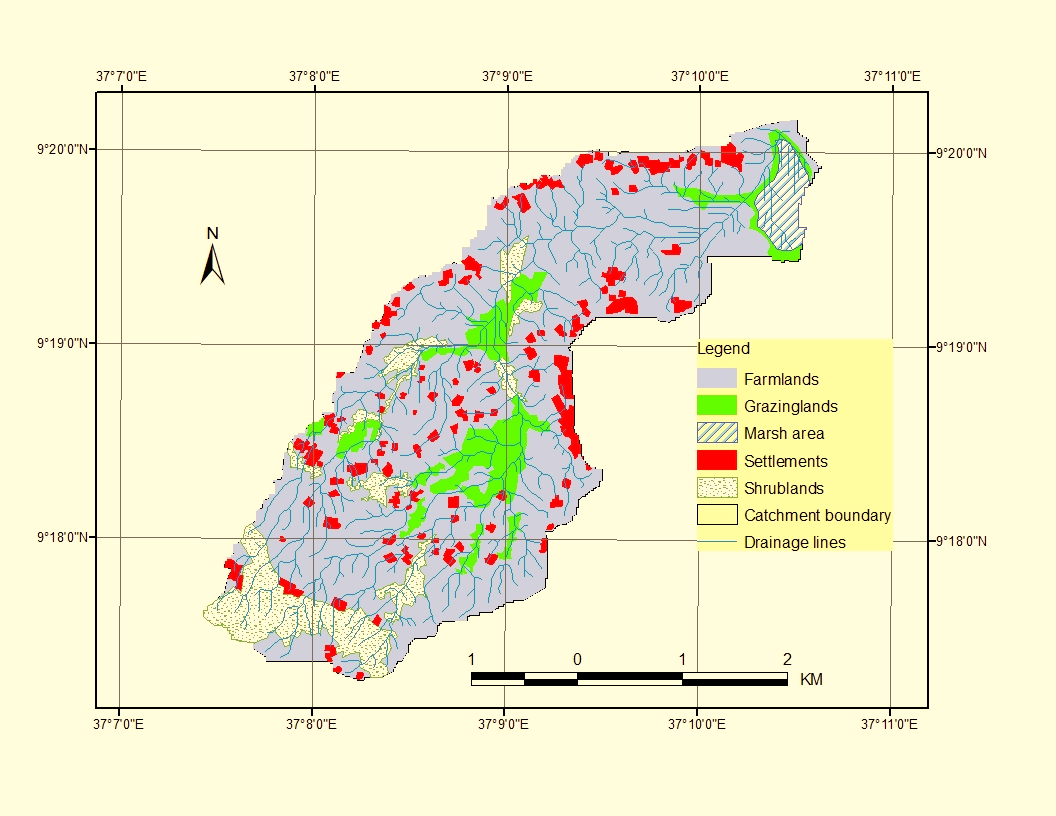 37°7'0"E 37°8'0"E 37°9'0"E 37°10'0"E 37°11'0"E
9°20'0"N 9°20'0"N
N
9°19'0"N 9°19'0"N
Legend
Farmlands
Grazinglands
Marsh area
Settlements
Shrublands
Catchment boundary
Drainage lines
9°18'0"N 9°18'0"N
1 0 1 2
KM
37°7'0"E 37°8'0"E 37°9'0"E 37°10'0"E 37°11'0"E